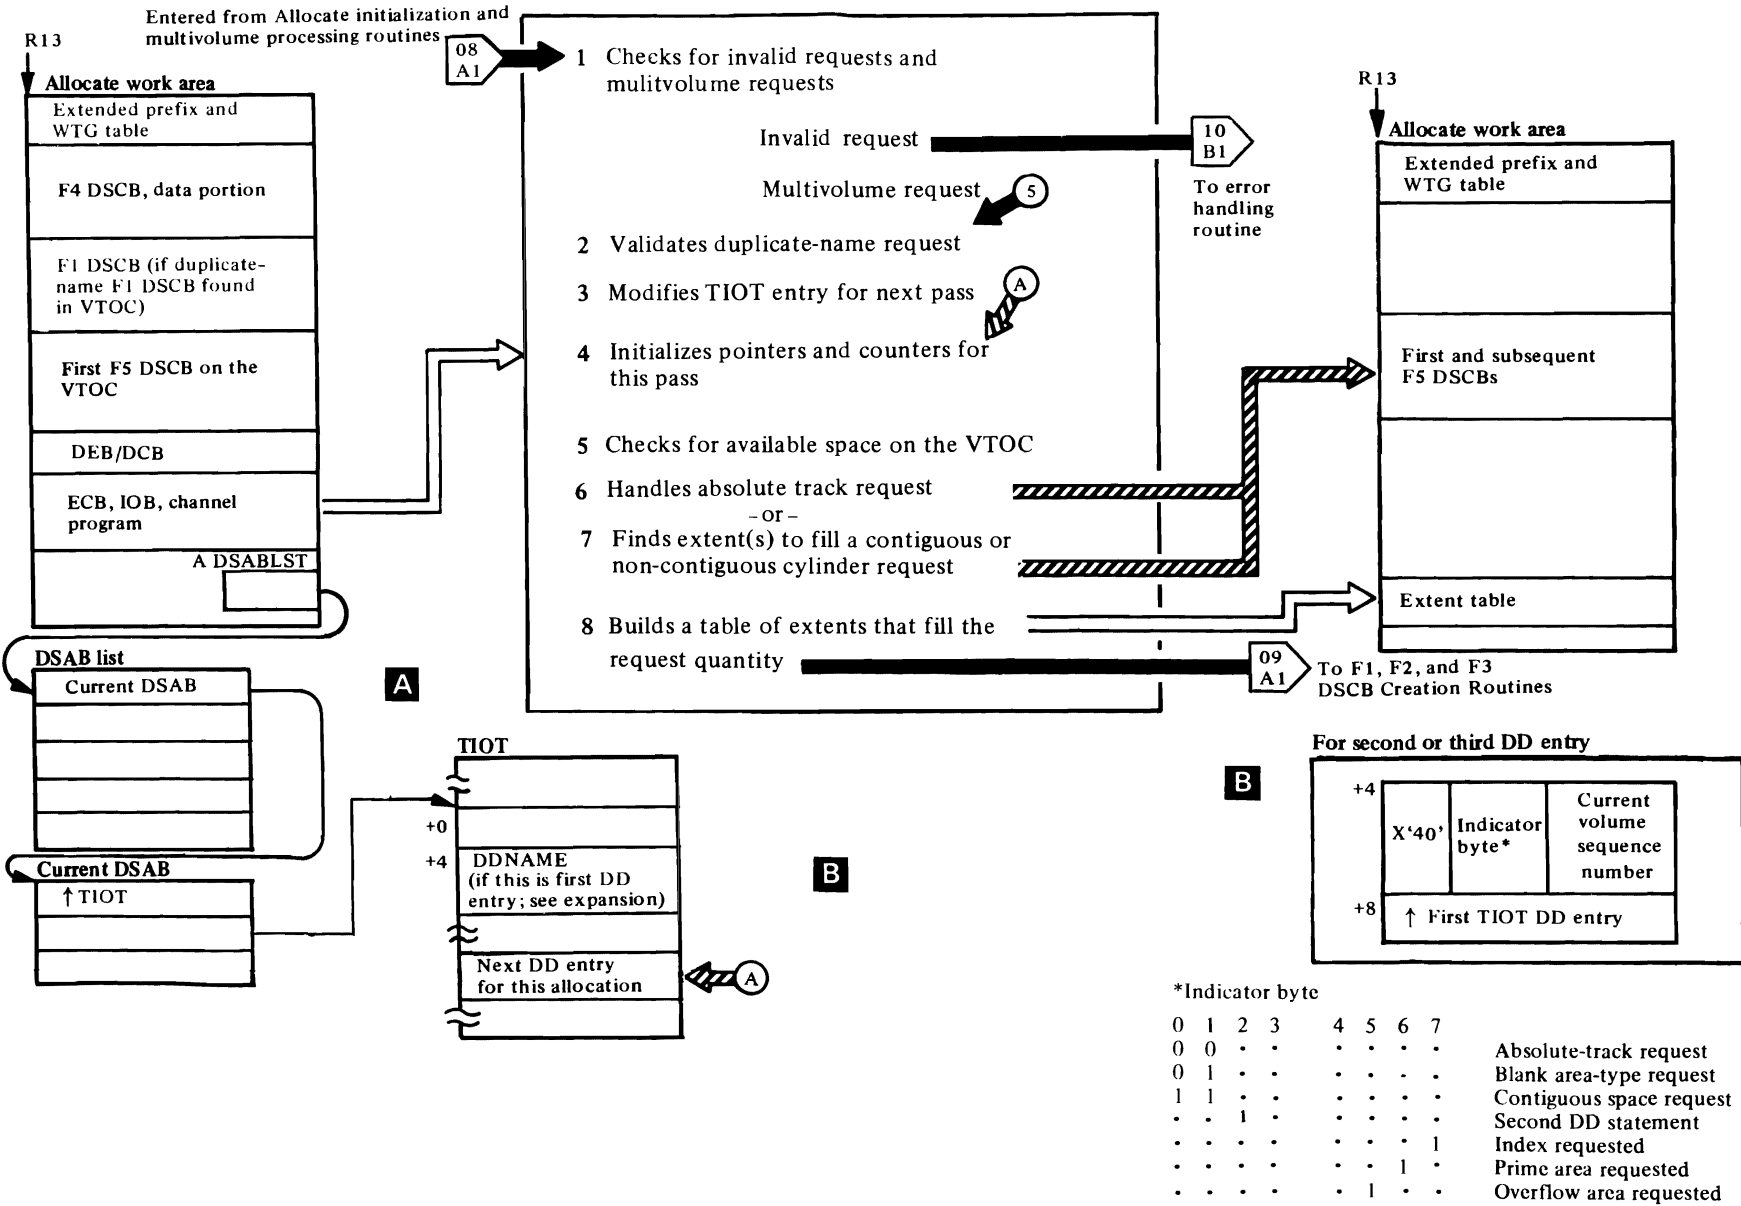 Entered from Allocate initialization and
multivolume processing routines
R13
08
A1
Allocate work area
Extended prefix and
WTG table
F4 DSCB, data portion
F1 DSCB (if duplicate-
name F1 DSCB found
in VTOC)
First F5 DSCB on the
VTOC
DEB/DCB
ECB, IOB, channel
program
A DSABLST
DSAB list
Current DSAB
Current DSAB
↑ TIOT
A
1 Checks for invalid requests and
mulitvolume requests
Invalid request
10
B1
To error
handling
routine
Multivolume request
5
2 Validates duplicate-name request
3 Modifies TIOT entry for next pass
A
4 Initializes pointers and counters for
this pass
5 Checks for available space on the VTOC
6 Handles absolute track request
– or –
7 Finds extent(s) to fill a contiguous or
non-contiguous cylinder request
8 Builds a table of extents that fill the
request quantity
09
A1
To F1, F2, and F3
DSCB Creation Routines
R13
Allocate work area
Extended prefix and
WTG table
First and subsequent
F5 DSCBs
Extent table
TIOT
+0
+4
DDNAME
(if this is first DD
entry; see expansion)
Next DD entry
for this allocation
A
B
B
For second or third DD entry
+4
X‘40’
Indicator
byte*
Current
volume
sequence
number
+8
↑ First TIOT DD entry
*Indicator byte
0 1 2 3 4 5 6 7
0 0 · · · · · · Absolute-track request
0 1 · · · · · · Blank area-type request
1 1 · · · · · · Contiguous space request
· · 1 · · · · · Second DD statement
· · · · · · · 1 Index requested
· · · · · · 1 · Prime area requested
· · · · · 1 · · Overflow area requested